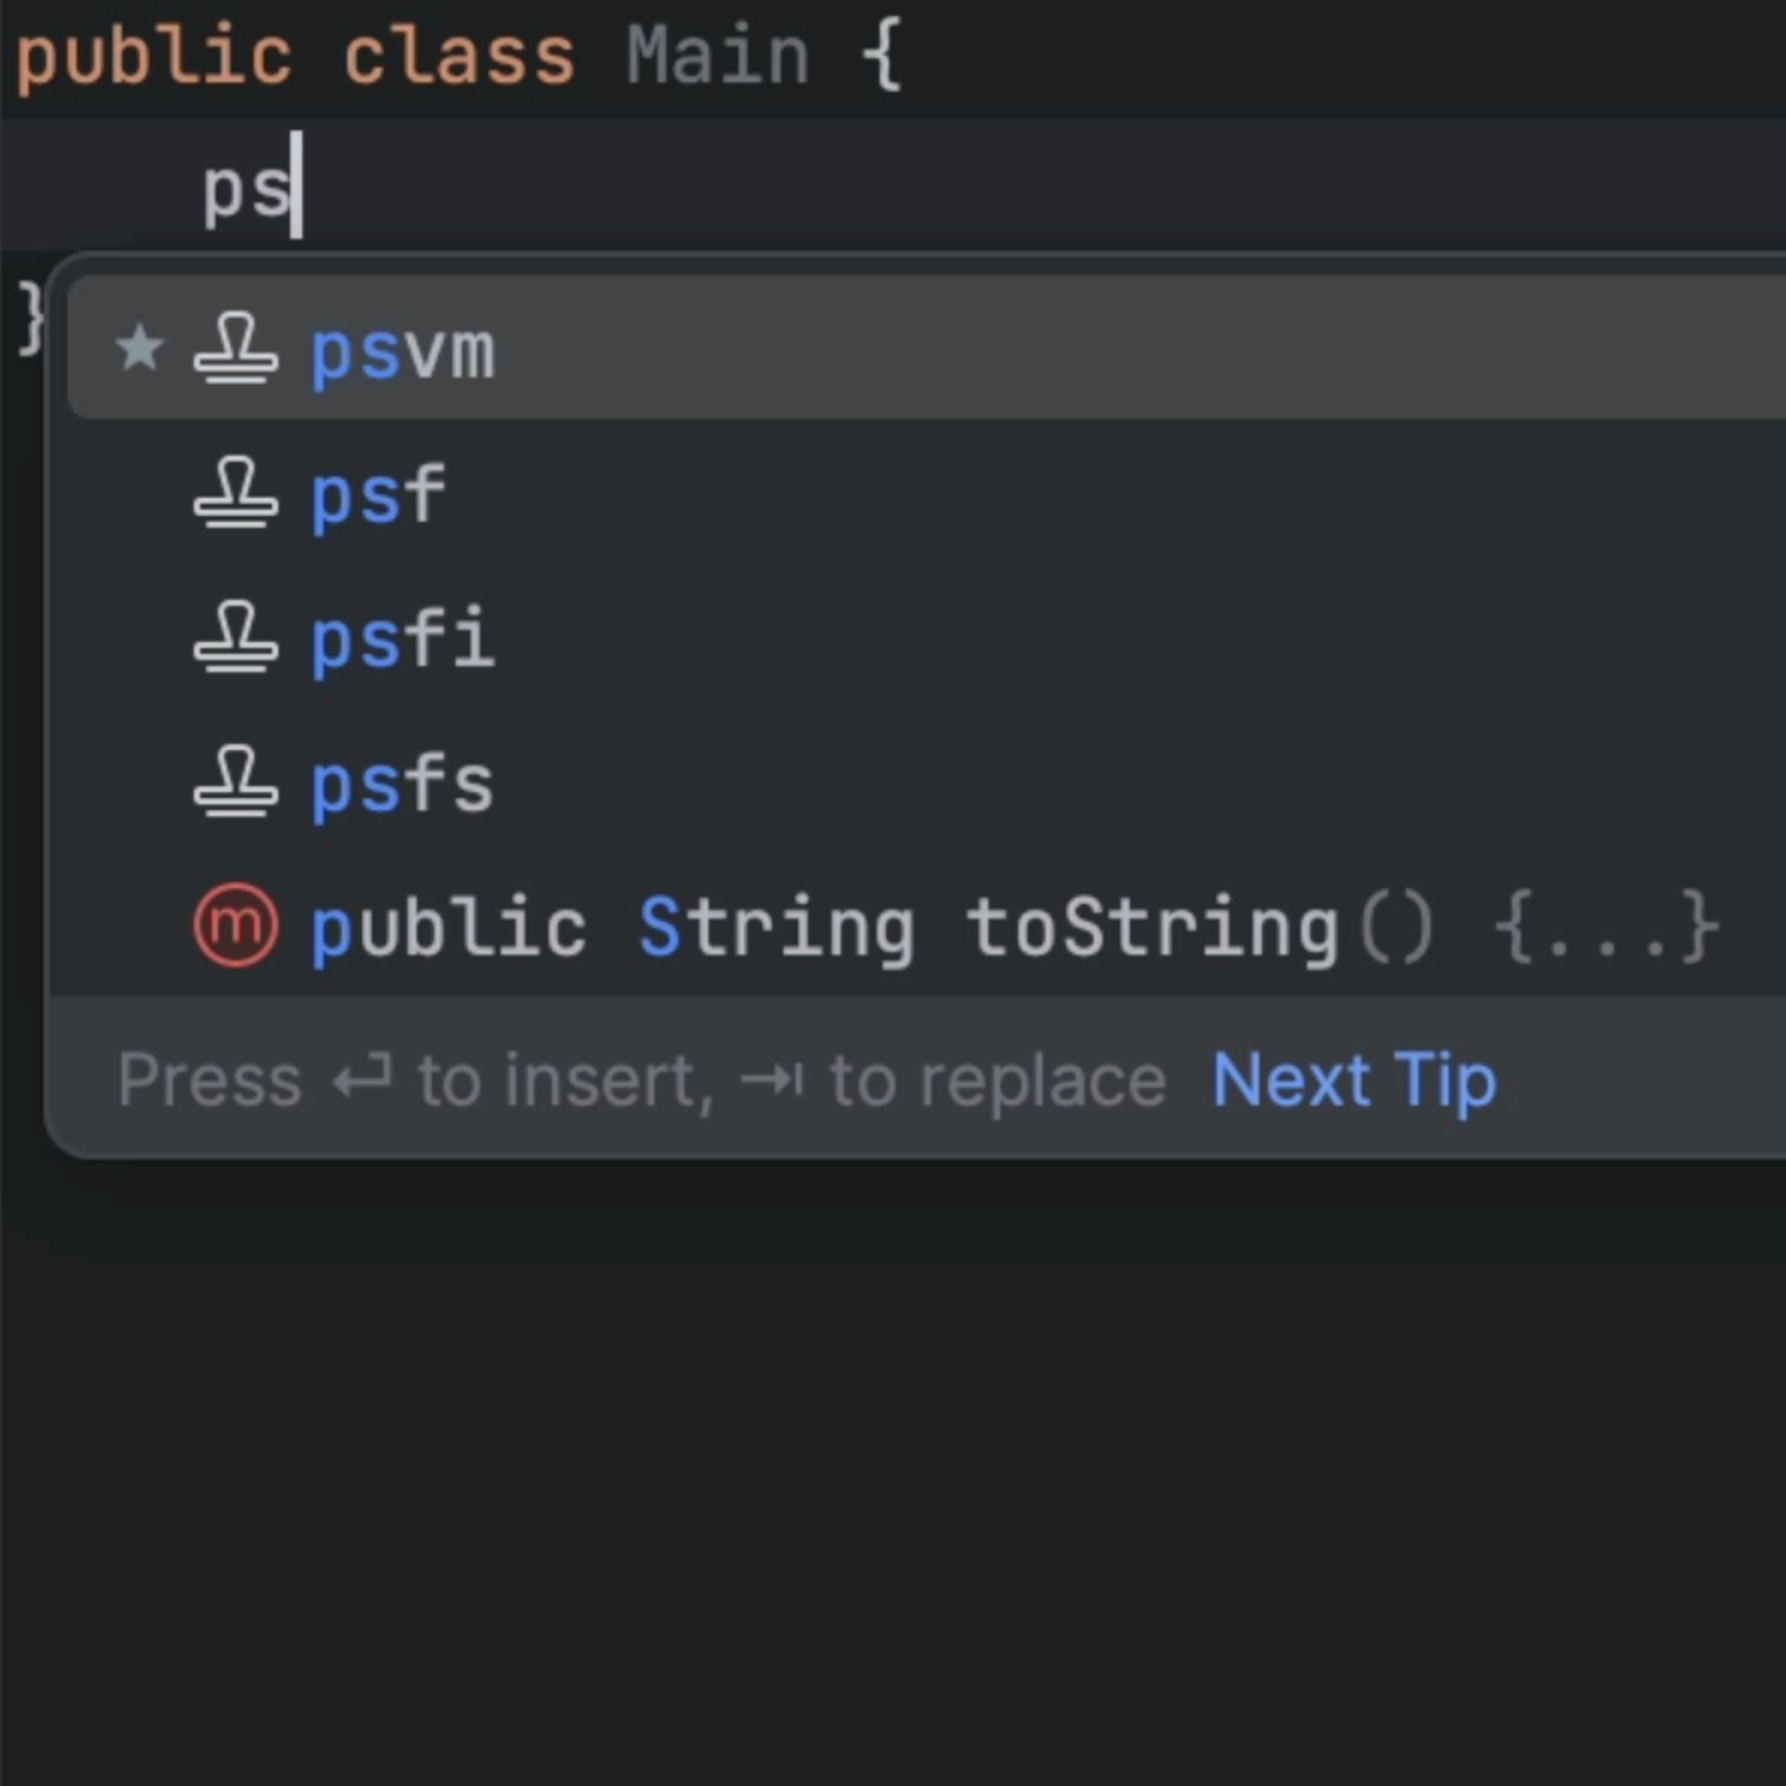 public class Main {
ps
}
psvm
psf
psfi
psfs
public String toString() {...}
Press ⏎ to insert, ⇥ to replace Next Tip